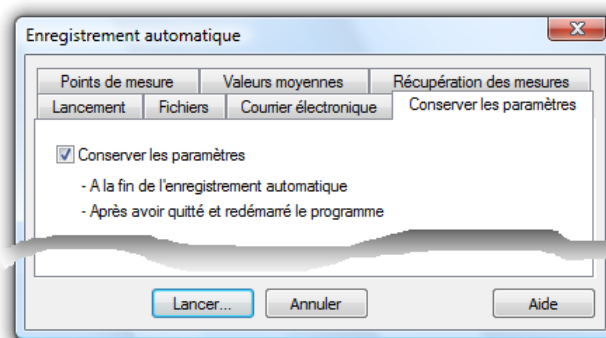 Enregistrement automatique
Points de mesure Valeurs moyennes Récupération des mesures
Lancement Fichiers Courrier électronique Conserver les paramètres
Conserver les paramètres
- A la fin de l'enregistrement automatique
- Après avoir quitté et redémarré le programme
Lancer... Annuler Aide